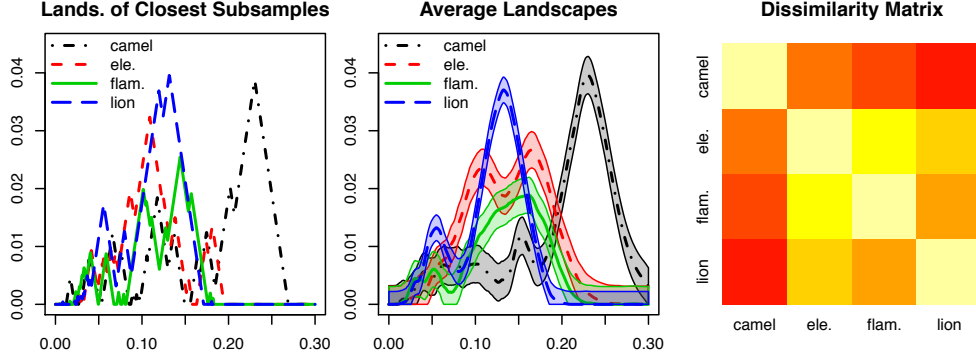 Lands. of Closest Subsamples
camel
ele.
flam.
lion
0.00
0.01
0.02
0.03
0.04
0.00
0.10
0.20
0.30
Average Landscapes
camel
ele.
flam.
lion
0.00
0.01
0.02
0.03
0.04
0.00
0.10
0.20
0.30
Dissimilarity Matrix
camel
ele.
flam.
lion
camel
ele.
flam.
lion